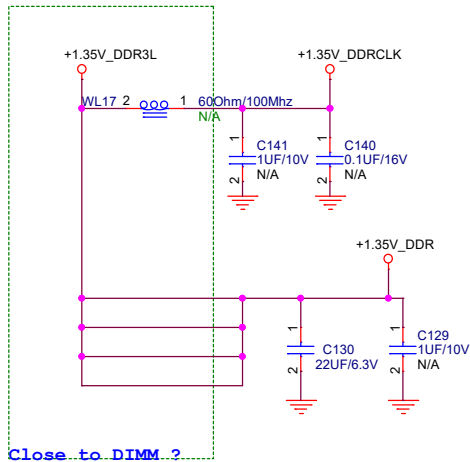 +1.35V_DDR3L
+1.35V_DDRCLK
WL17 2 1 60Ohm/100Mhz
N/A
1
C141
1UF/10V
2
N/A
1
C140
0.1UF/16V
2
N/A
+1.35V_DDR
1
C130
2
22UF/6.3V
1
C129
1UF/10V
2
N/A
Close to DIMM ?